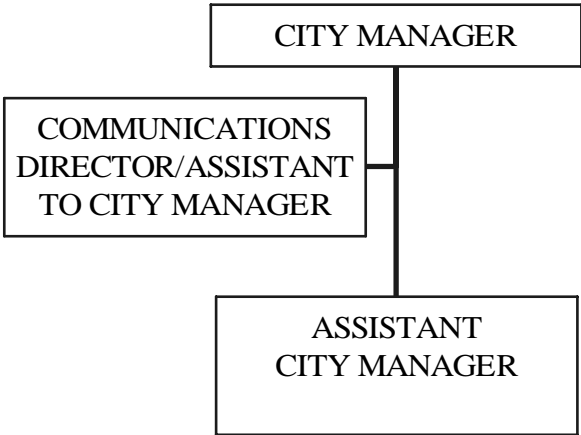 CITY MANAGER
COMMUNICATIONS
DIRECTOR/ASSISTANT
TO CITY MANAGER
ASSISTANT
CITY MANAGER